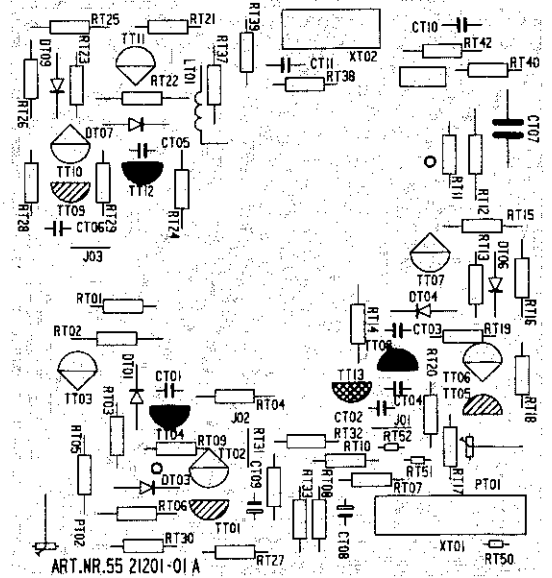 RT25
RT21
RT39
CT10
TT11
RT42
DT09
RT23
LT01
RT37
XT02
RT22
CT11
RT38
RT40
RT26
CT07
DT07
CT05
TT10
TT12
RT11
TT09
RT12
RT28
CT06
RT29
RT24
RT15
J03
TT07
RT13
DT06
RT01
DT04
RT16
RT02
RT14
CT03
RT19
DT01
CT01
TT03
TT13
RT20
TT06
RT03
RT04
CT04
TT05
RT18
TT04
J02
CT02
J01
RT05
RT09
RT31
RT32
RT52
TT02
CT09
RT10
RT51
RT17
DT03
RT33
RT08
RT07
PT01
PT02
RT06
TT01
CT08
RT30
RT27
XT01
RT50
ART.NR.55 21201-01 A